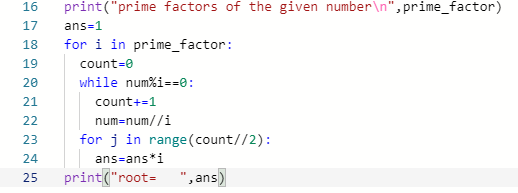 16 print("prime factors of the given number\n",prime_factor)
17 ans=1
18 for i in prime_factor:
19   count=0
20   while num%i==0:
21     count+=1
22     num=num//i
23   for j in range(count//2):
24     ans=ans*i
25 print("root=   ",ans)